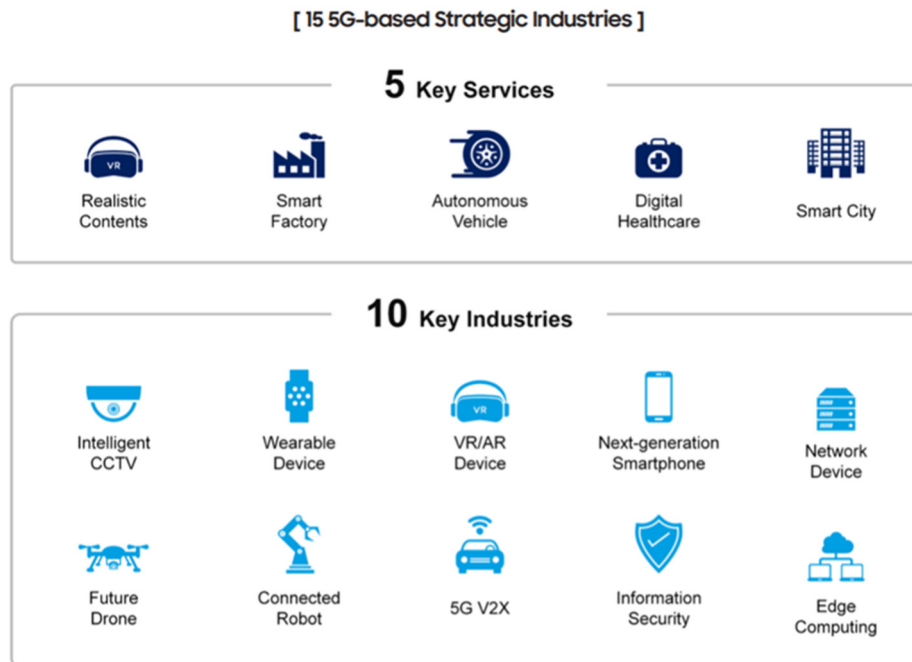 [ 15 5G-based Strategic Industries ]
5 Key Services
VR
Realistic
Contents
Smart
Factory
Autonomous
Vehicle
Digital
Healthcare
Smart City
10 Key Industries
VR
Intelligent
CCTV
Wearable
Device
VR/AR
Device
Next-generation
Smartphone
Network
Device
Future
Drone
Connected
Robot
5G V2X
Information
Security
Edge
Computing